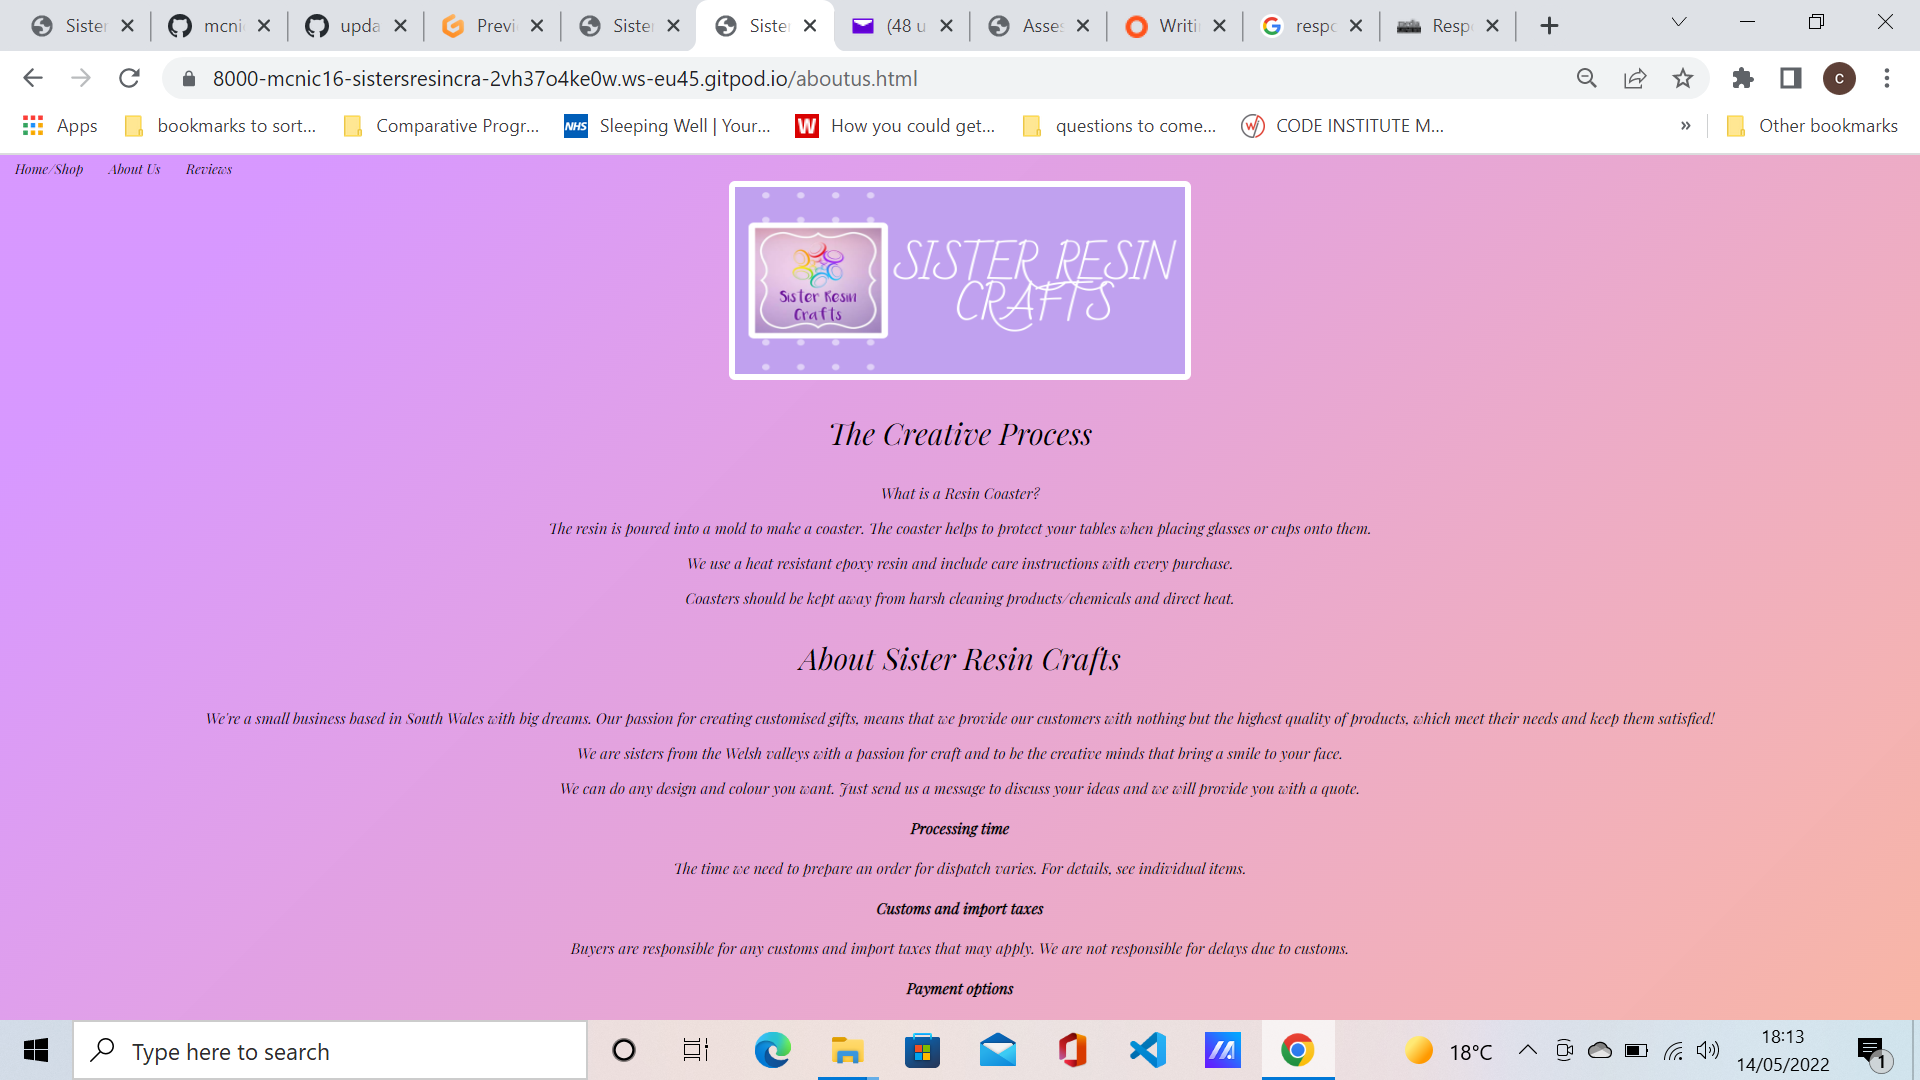 Sister
mcni
upda
Previ
Sister
Sister
(48 u
Asses
Writi
respo
Respo
8000-mcnic16-sistersresincra-2vh37o4ke0w.ws-eu45.gitpod.io/aboutus.html
C
Apps
bookmarks to sort...
Comparative Progr...
NHS
Sleeping Well | Your...
W
How you could get...
questions to come...
CODE INSTITUTE M...
»
Other bookmarks
Home/Shop About Us Reviews
Sister Resin
Crafts
SISTER RESIN
CRAFTS
The Creative Process
What is a Resin Coaster?
The resin is poured into a mold to make a coaster. The coaster helps to protect your tables when placing glasses or cups onto them.
We use a heat resistant epoxy resin and include care instructions with every purchase.
Coasters should be kept away from harsh cleaning products/chemicals and direct heat.
About Sister Resin Crafts
We're a small business based in South Wales with big dreams. Our passion for creating customised gifts, means that we provide our customers with nothing but the highest quality of products, which meet their needs and keep them satisfied!
We are sisters from the Welsh valleys with a passion for craft and to be the creative minds that bring a smile to your face.
We can do any design and colour you want. Just send us a message to discuss your ideas and we will provide you with a quote.
Processing time
The time we need to prepare an order for dispatch varies. For details, see individual items.
Customs and import taxes
Buyers are responsible for any customs and import taxes that may apply. We are not responsible for delays due to customs.
Payment options
Type here to search
18°C
18:13
14/05/2022
1